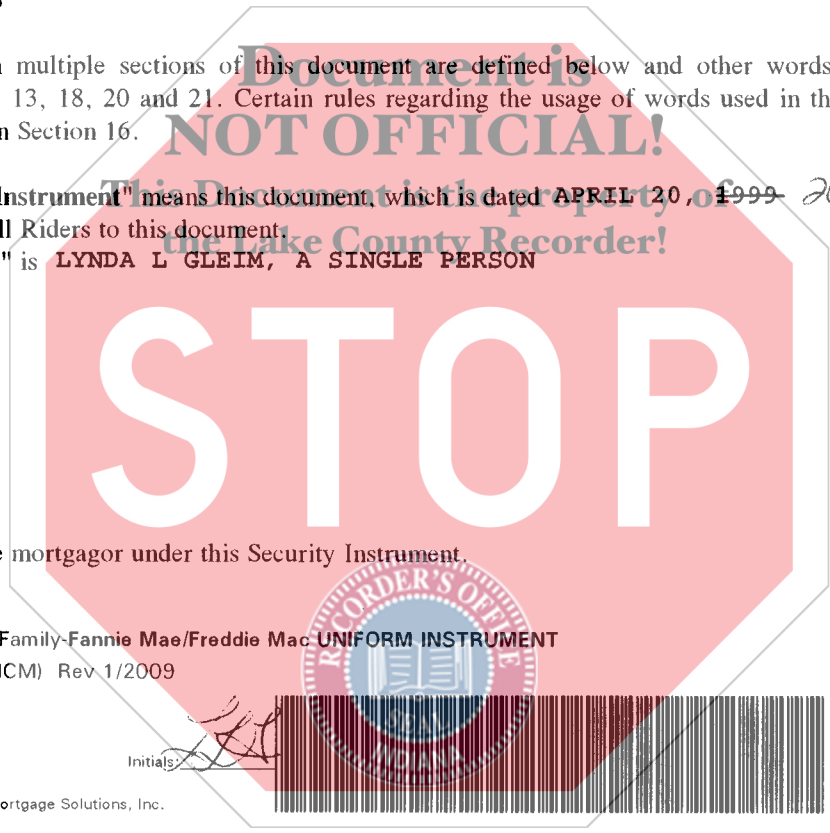 multiple sections of this document are defined below and other words
13, 18, 20 and 21. Certain rules regarding the usage of words used in th
n Section 16.
Document is
NOT OFFICIAL!
This Document is the property of
the Lake County Recorder!
Instrument" means this document, which is dated APRIL 20, 1999 20
ll Riders to this document.
" is LYNDA L GLEIM, A SINGLE PERSON
STOP
e mortgagor under this Security Instrument.
Family-Fannie Mae/Freddie Mac UNIFORM INSTRUMENT
(CM) Rev 1/2009
RECORDER'S OFFICE
SEAL
INDIANA
Initials:
ortgage Solutions, Inc.